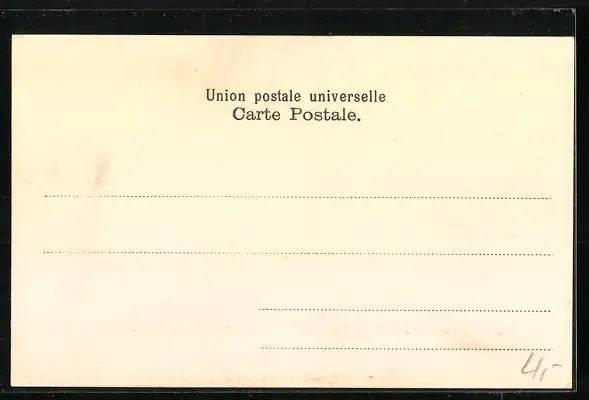 Union postale universelle
Carte Postale.
4,-